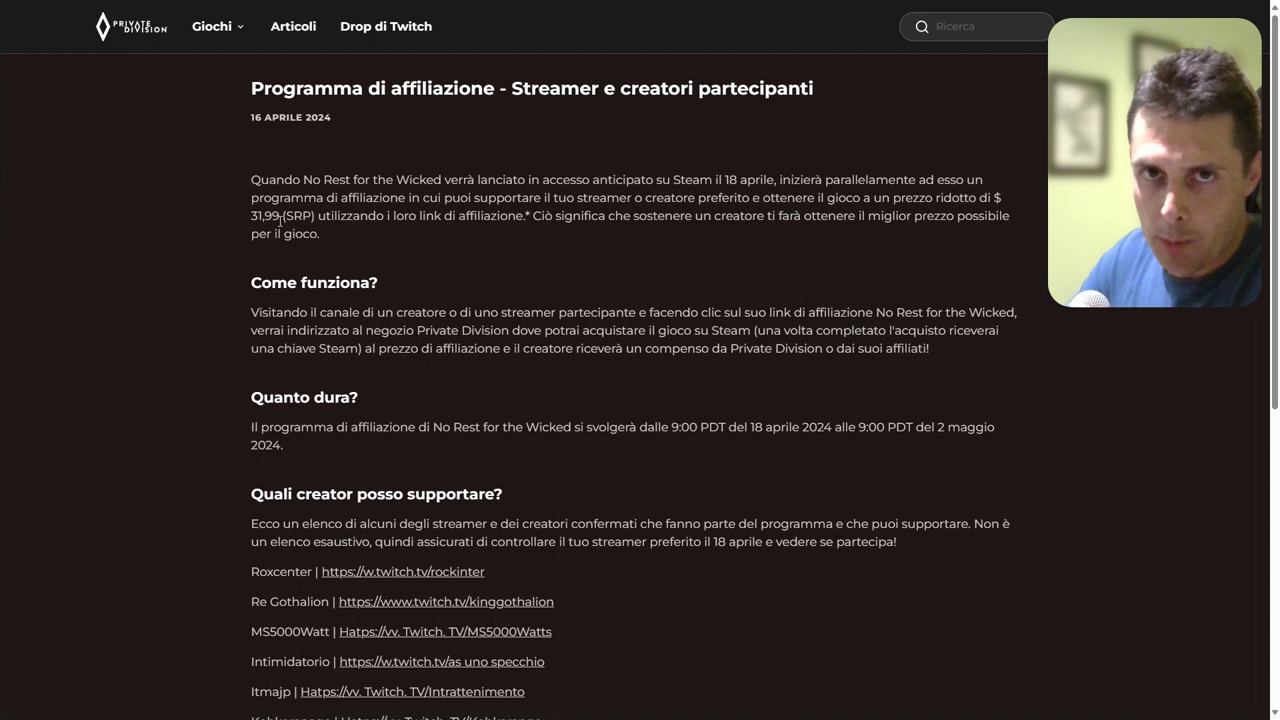 PRIVATE
DIVISION
Giochi
Articoli
Drop di Twitch
Ricerca
Programma di affiliazione - Streamer e creatori partecipanti
16 APRILE 2024
Quando No Rest for the Wicked verrà lanciato in accesso anticipato su Steam il 18 aprile, inizierà parallelamente ad esso un
programma di affiliazione in cui puoi supportare il tuo streamer o creatore preferito e ottenere il gioco a un prezzo ridotto di $
31,99 (SRP) utilizzando i loro link di affiliazione.* Ciò significa che sostenere un creatore ti farà ottenere il miglior prezzo possibile
per il gioco.
Come funziona?
Visitando il canale di un creatore o di uno streamer partecipante e facendo clic sul suo link di affiliazione No Rest for the Wicked,
verrai indirizzato al negozio Private Division dove potrai acquistare il gioco su Steam (una volta completato l'acquisto riceverai
una chiave Steam) al prezzo di affiliazione e il creatore riceverà un compenso da Private Division o dai suoi affiliati!
Quanto dura?
Il programma di affiliazione di No Rest for the Wicked si svolgerà dalle 9:00 PDT del 18 aprile 2024 alle 9:00 PDT del 2 maggio
2024.
Quali creator posso supportare?
Ecco un elenco di alcuni degli streamer e dei creatori confermati che fanno parte del programma e che puoi supportare. Non è
un elenco esaustivo, quindi assicurati di controllare il tuo streamer preferito il 18 aprile e vedere se partecipa!
Roxcenter | https://w.twitch.tv/rockinter
Re Gothalion | https://www.twitch.tv/kinggothalion
MS5000Watt | Hatps://vv. Twitch. TV/MS5000Watts
Intimidatorio | https://w.twitch.tv/as uno specchio
Itmajp | Hatps://vv. Twitch. TV/Intrattenimento